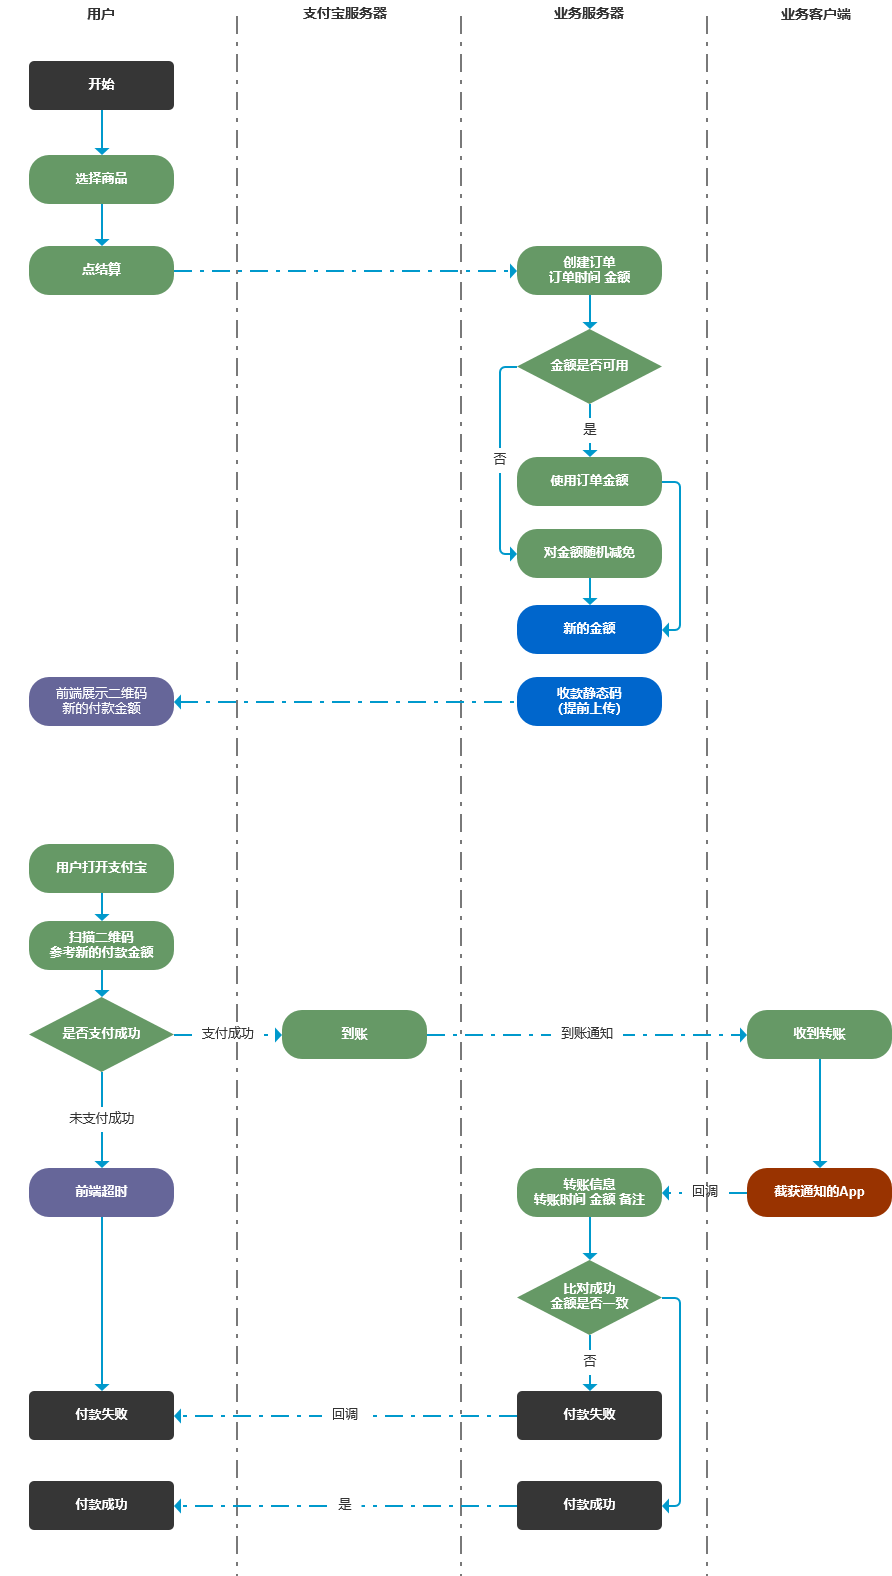 用户
支付宝服务器
业务服务器
业务客户端
开始
选择商品
点结算
创建订单
订单时间 金额
金额是否可用
是
否
使用订单金额
对金额随机减免
新的金额
前端展示二维码
新的付款金额
收款静态码
(提前上传)
用户打开支付宝
扫描二维码
参考新的付款金额
是否支付成功
支付成功
到账
到账通知
收到转账
未支付成功
前端超时
转账信息
转账时间 金额 备注
回调
截获通知的App
比对成功
金额是否一致
否
付款失败
回调
付款失败
付款成功
是
付款成功